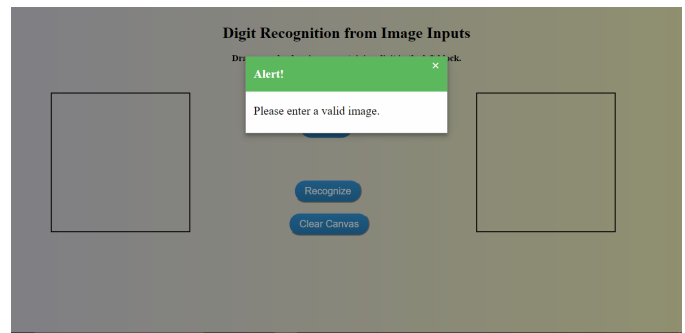 Digit Recognition from Image Inputs
Alert!
×
Please enter a valid image.
Recognize
Clear Canvas